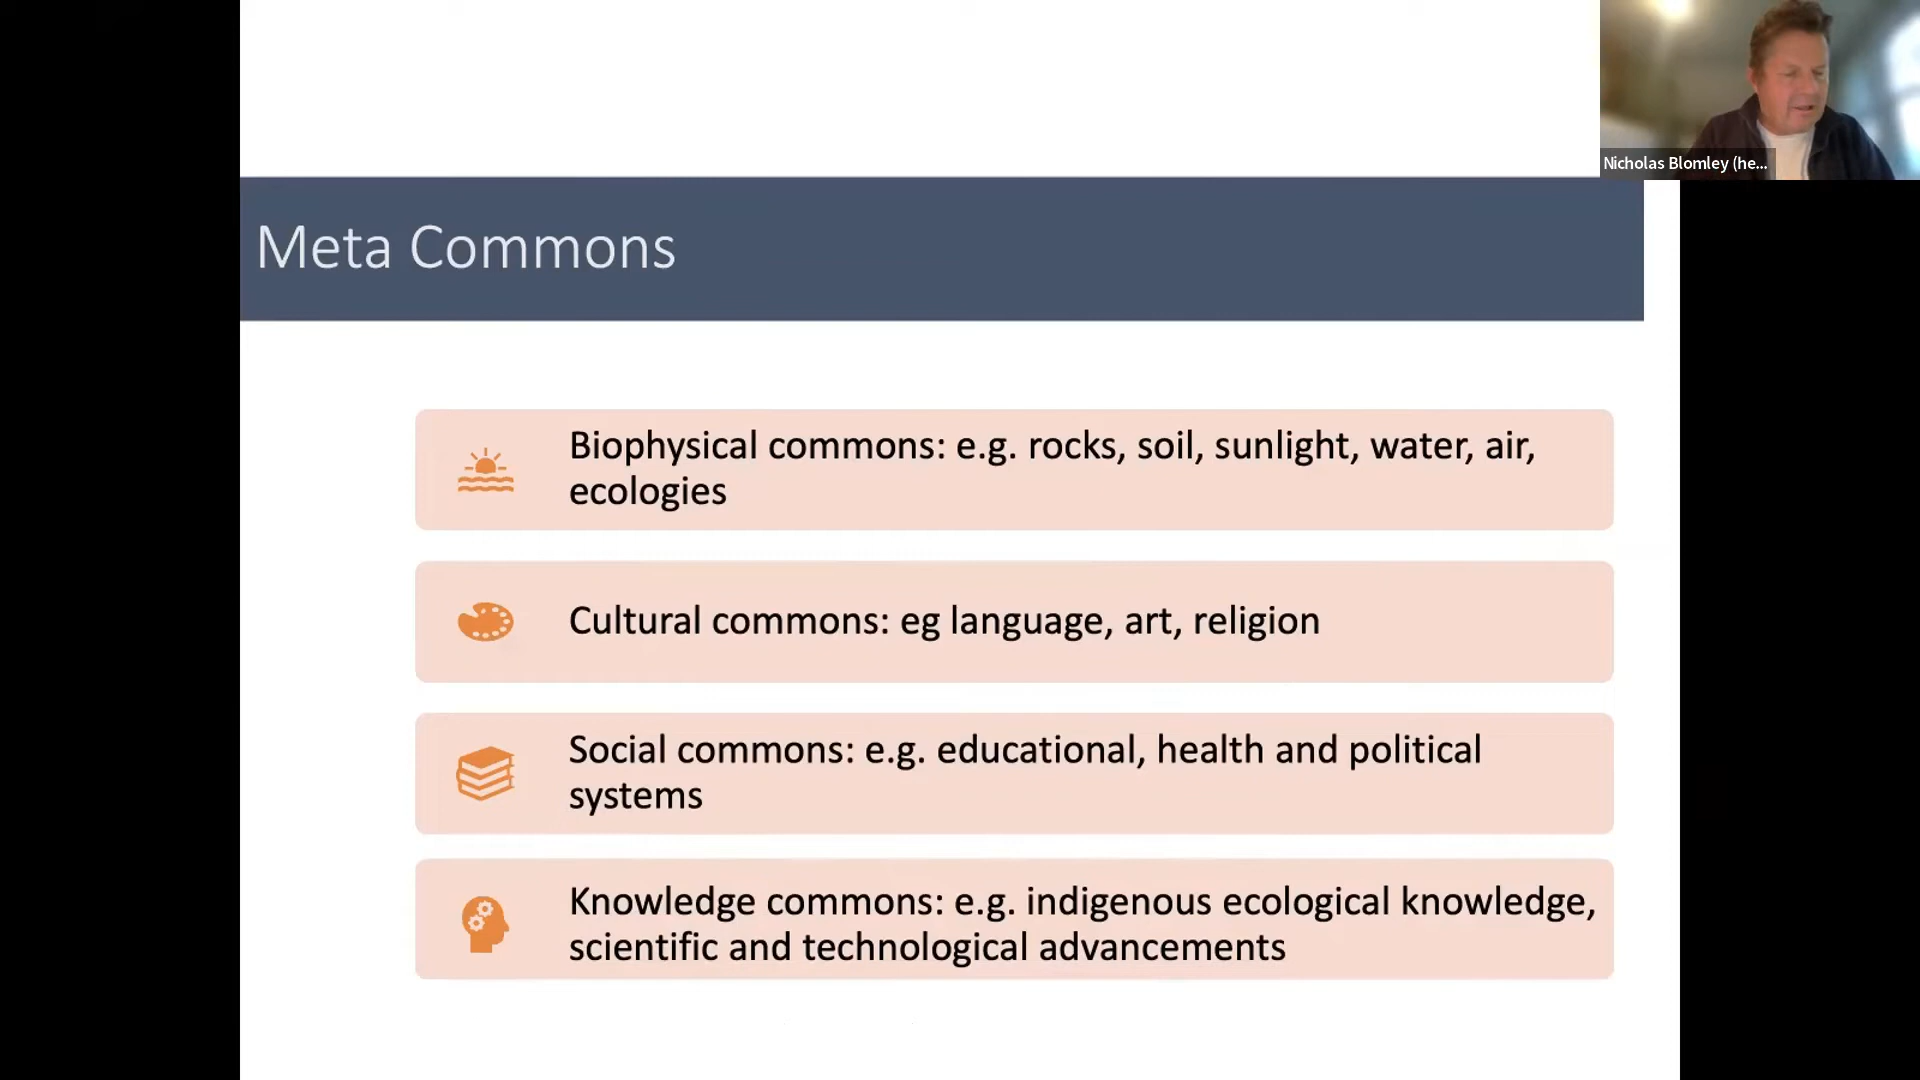 Nicholas Blomley (he...
Meta Commons
Biophysical commons: e.g. rocks, soil, sunlight, water, air,
ecologies
Cultural commons: eg language, art, religion
Social commons: e.g. educational, health and political
systems
Knowledge commons: e.g. indigenous ecological knowledge,
scientific and technological advancements